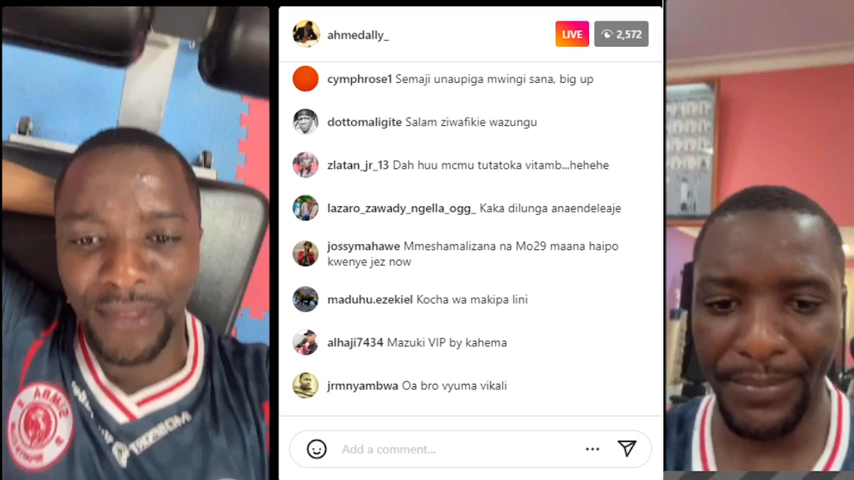 ahmedally_
LIVE
2,572
cymphrose1 Semaji unaupiga mwingi sana, big up
dottomaligite Salam ziwafikie wazungu
zlatan_jr_13 Dah huu mcmu tutatoka vitamb...hehehe
lazaro_zawady_ngella_ogg_ Kaka dilunga anaendeleaje
jossymahawe Mmeshamalizana na Mo29 maana haipo
kwenye jez now
maduhu.ezekiel Kocha wa makipa lini
alhaji7434 Mazuki VIP by kahema
jrmnyambwa Oa bro vyuma vikali
Add a comment...
SIMBA